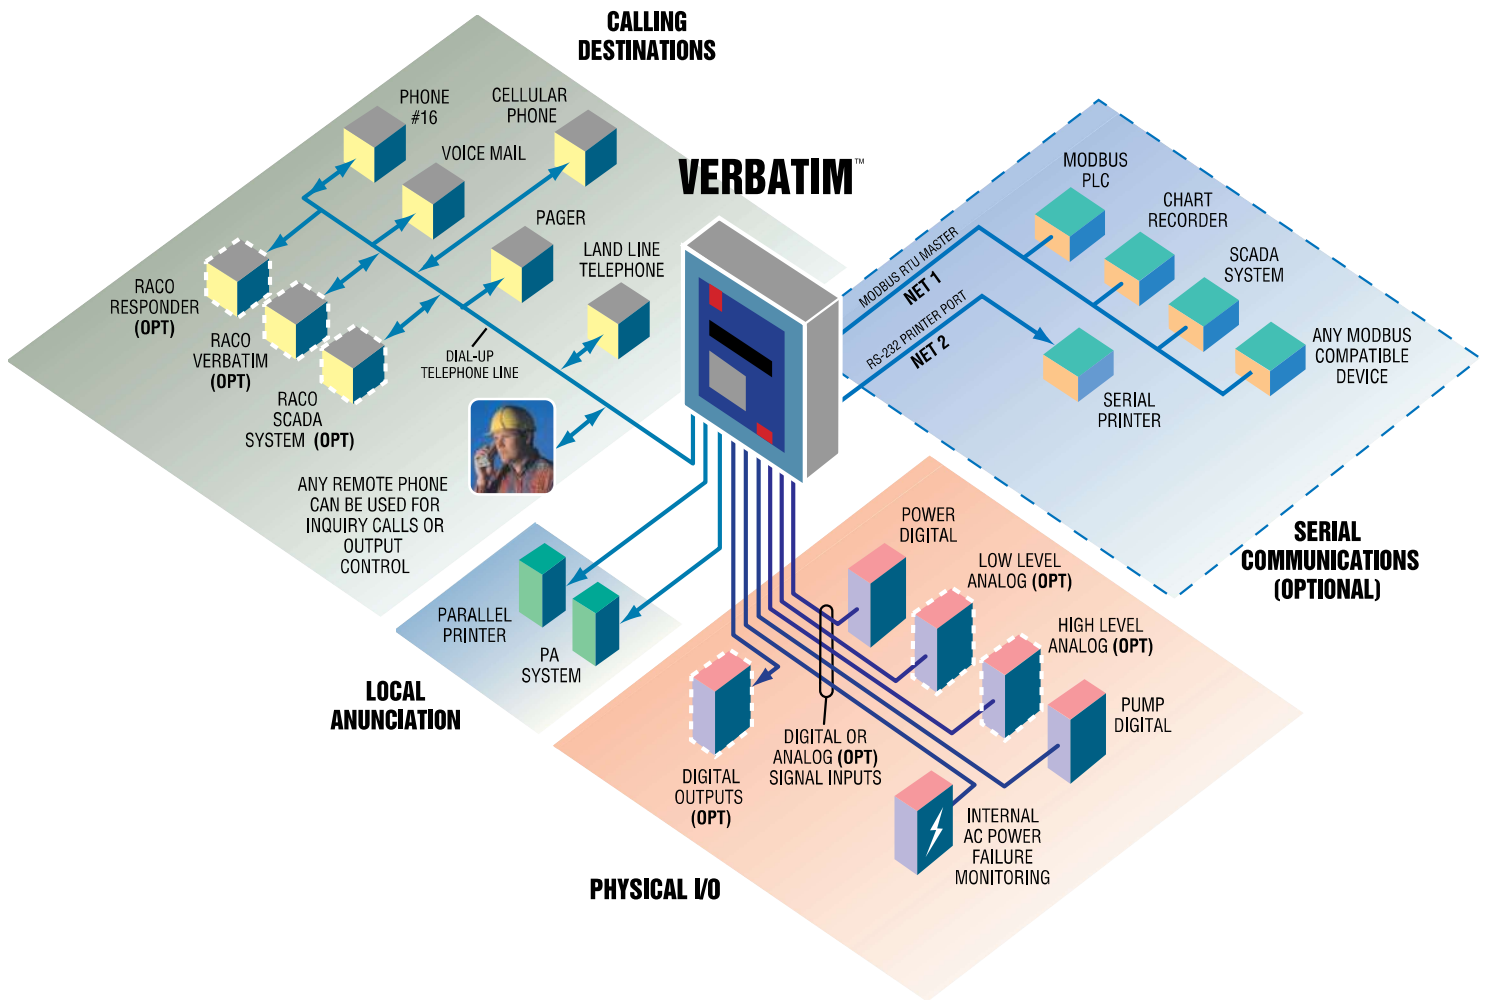 CALLING
DESTINATIONS
PHONE
#16
CELLULAR
PHONE
VOICE MAIL
PAGER
LAND LINE
TELEPHONE
RACO
RESPONDER
(OPT)
RACO
VERBATIM
(OPT)
RACO
SCADA
SYSTEM (OPT)
DIAL-UP
TELEPHONE LINE
ANY REMOTE PHONE
CAN BE USED FOR
INQUIRY CALLS OR
OUTPUT
CONTROL
VERBATIM™
MODBUS RTU MASTER
NET 1
RS-232 PRINTER PORT
NET 2
MODBUS
PLC
CHART
RECORDER
SCADA
SYSTEM
ANY MODBUS
COMPATIBLE
DEVICE
SERIAL
PRINTER
SERIAL
COMMUNICATIONS
(OPTIONAL)
PARALLEL
PRINTER
PA
SYSTEM
LOCAL
ANUNCIATION
POWER
DIGITAL
LOW LEVEL
ANALOG (OPT)
HIGH LEVEL
ANALOG (OPT)
PUMP
DIGITAL
DIGITAL OR
ANALOG (OPT)
SIGNAL INPUTS
DIGITAL
OUTPUTS
(OPT)
INTERNAL
AC POWER
FAILURE
MONITORING
PHYSICAL I/O